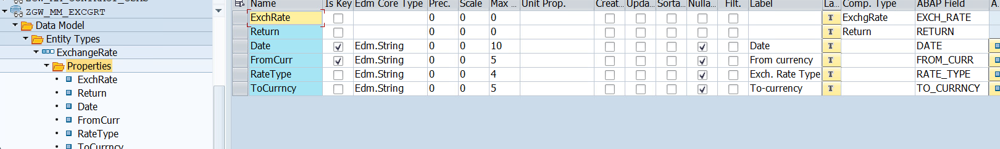 ZGW_MM_EXCGRT
Data Model
Entity Types
ExchangeRate
Properties
ExchRate
Return
Date
FromCurr
RateType
ToCurrncy
Name Is Key Edm Core Type Prec. Scale Max ... Unit Prop. Creat... Upda... Sorta... Nulla... Filt. Label La... Comp. Type ABAP Field A.
ExchRate 0 0 0 T ExchgRate EXCH_RATE
Return 0 0 0 T Return RETURN
Date Edm.String 0 0 10 Date T DATE
FromCurr Edm.String 0 0 5 From currency T FROM_CURR
RateType Edm.String 0 0 4 Exch. Rate Type T RATE_TYPE
ToCurrncy Edm.String 0 0 5 To-currency T TO_CURRNCY